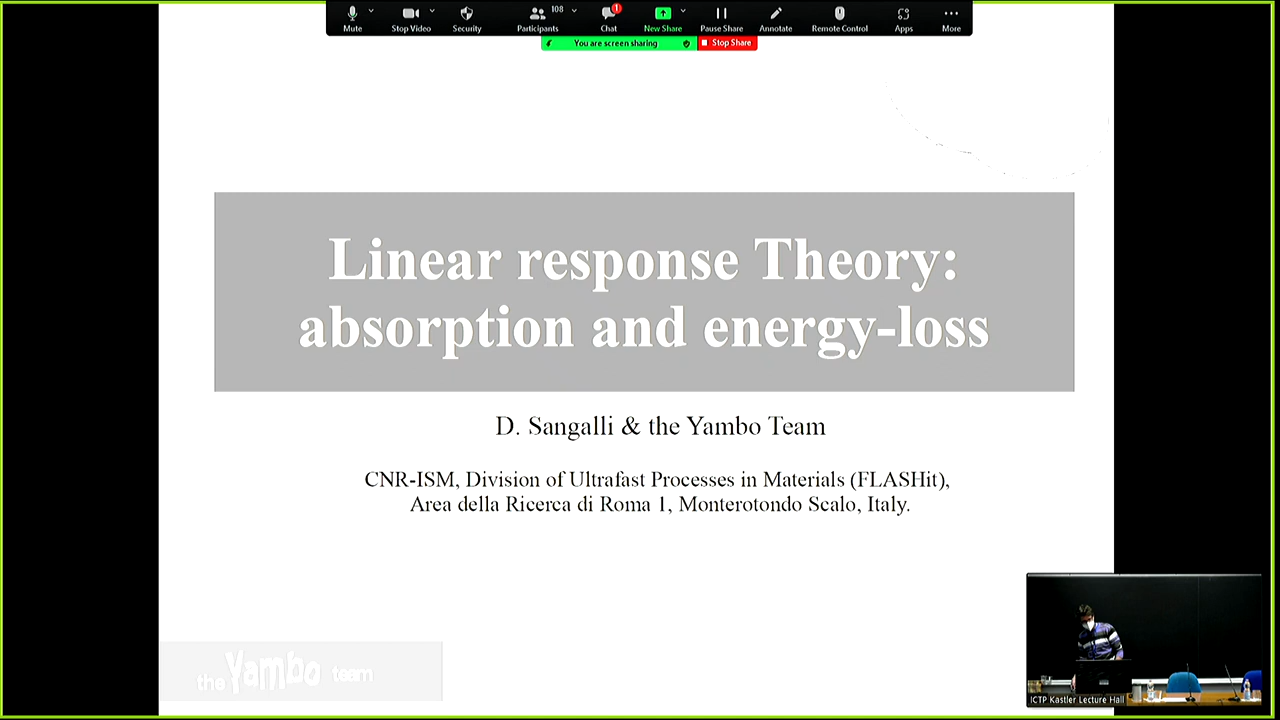 Mute
Stop Video
Security
Participants
108
Chat
1
New Share
Pause Share
Annotate
Remote Control
Apps
More
You are screen sharing
Stop Share
Linear response Theory:
absorption and energy-loss
D. Sangalli & the Yambo Team
CNR-ISM, Division of Ultrafast Processes in Materials (FLASHit),
Area della Ricerca di Roma 1, Monterotondo Scalo, Italy.
the Yambo team
ICTP Kastler Lecture Hall